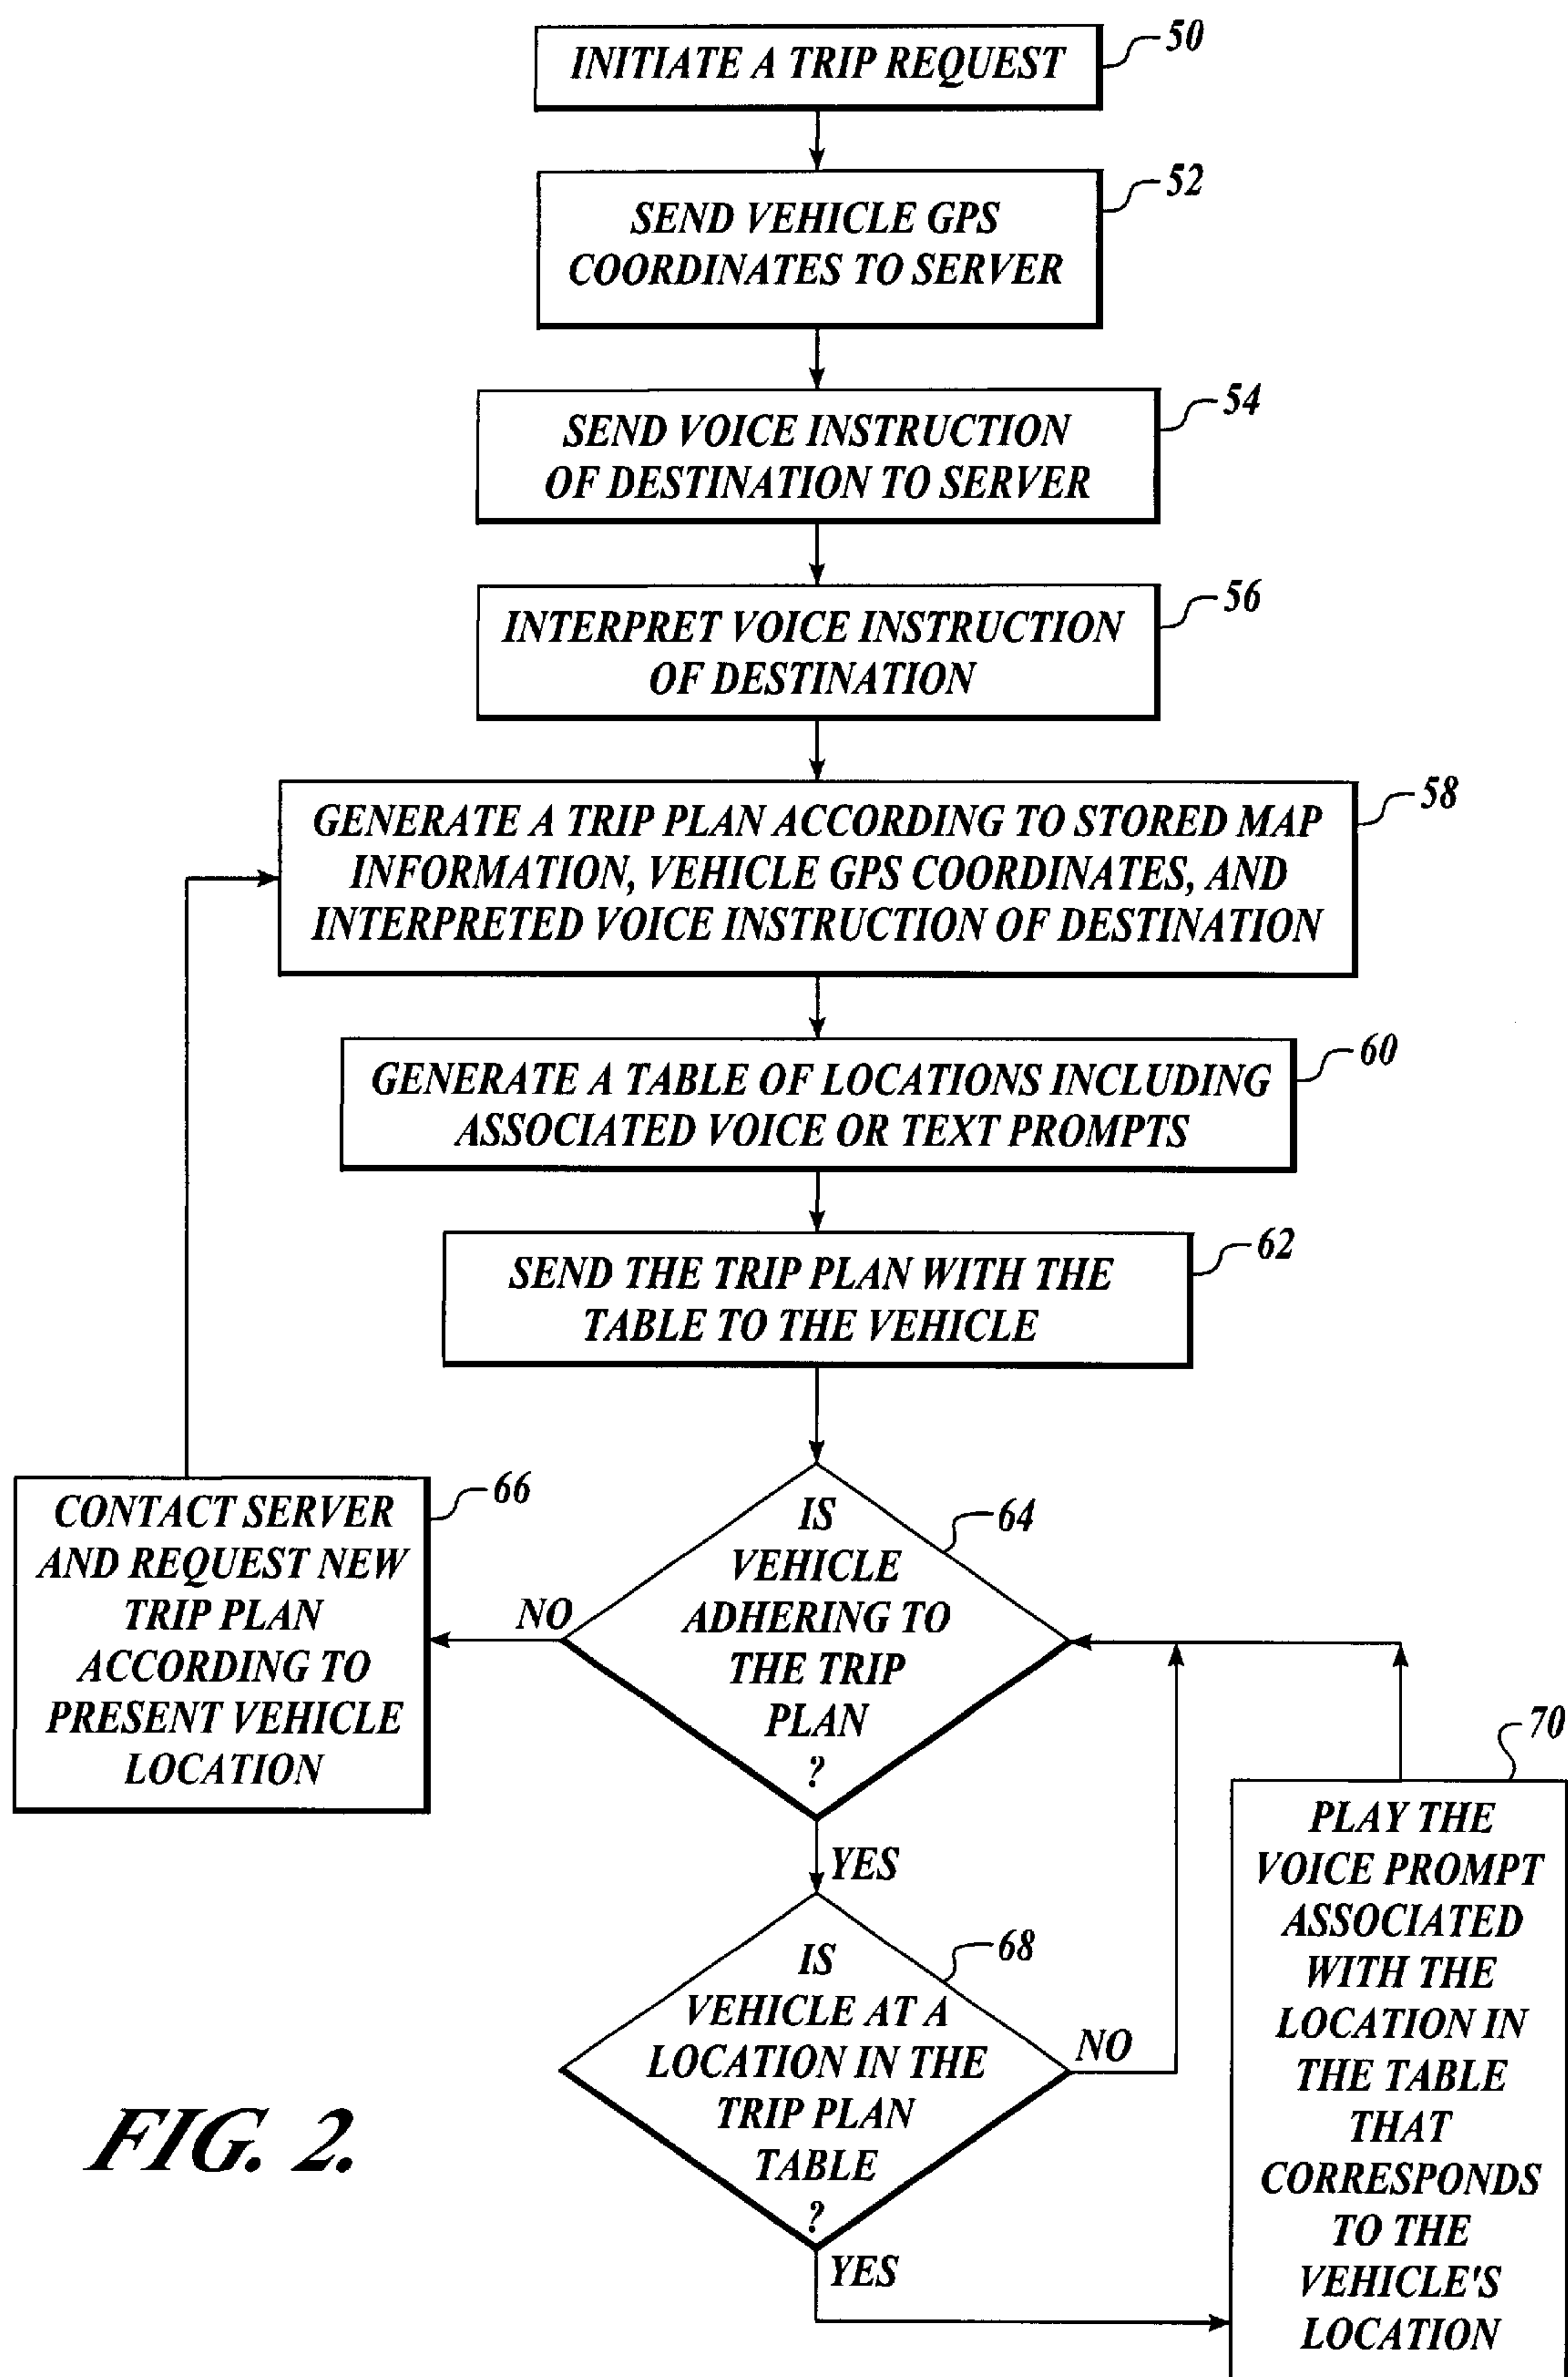 INITIATE A TRIP REQUEST
50
SEND VEHICLE GPS
COORDINATES TO SERVER
52
SEND VOICE INSTRUCTION
OF DESTINATION TO SERVER
54
INTERPRET VOICE INSTRUCTION
OF DESTINATION
56
GENERATE A TRIP PLAN ACCORDING TO STORED MAP
INFORMATION, VEHICLE GPS COORDINATES, AND
INTERPRETED VOICE INSTRUCTION OF DESTINATION
58
GENERATE A TABLE OF LOCATIONS INCLUDING
ASSOCIATED VOICE OR TEXT PROMPTS
60
SEND THE TRIP PLAN WITH THE
TABLE TO THE VEHICLE
62
IS
VEHICLE
ADHERING TO
THE TRIP
PLAN
?
64
NO
CONTACT SERVER
AND REQUEST NEW
TRIP PLAN
ACCORDING TO
PRESENT VEHICLE
LOCATION
66
YES
IS
VEHICLE AT A
LOCATION IN THE
TRIP PLAN
TABLE
?
68
NO
YES
PLAY THE
VOICE PROMPT
ASSOCIATED
WITH THE
LOCATION IN
THE TABLE
THAT
CORRESPONDS
TO THE
VEHICLE'S
LOCATION
70
FIG. 2.